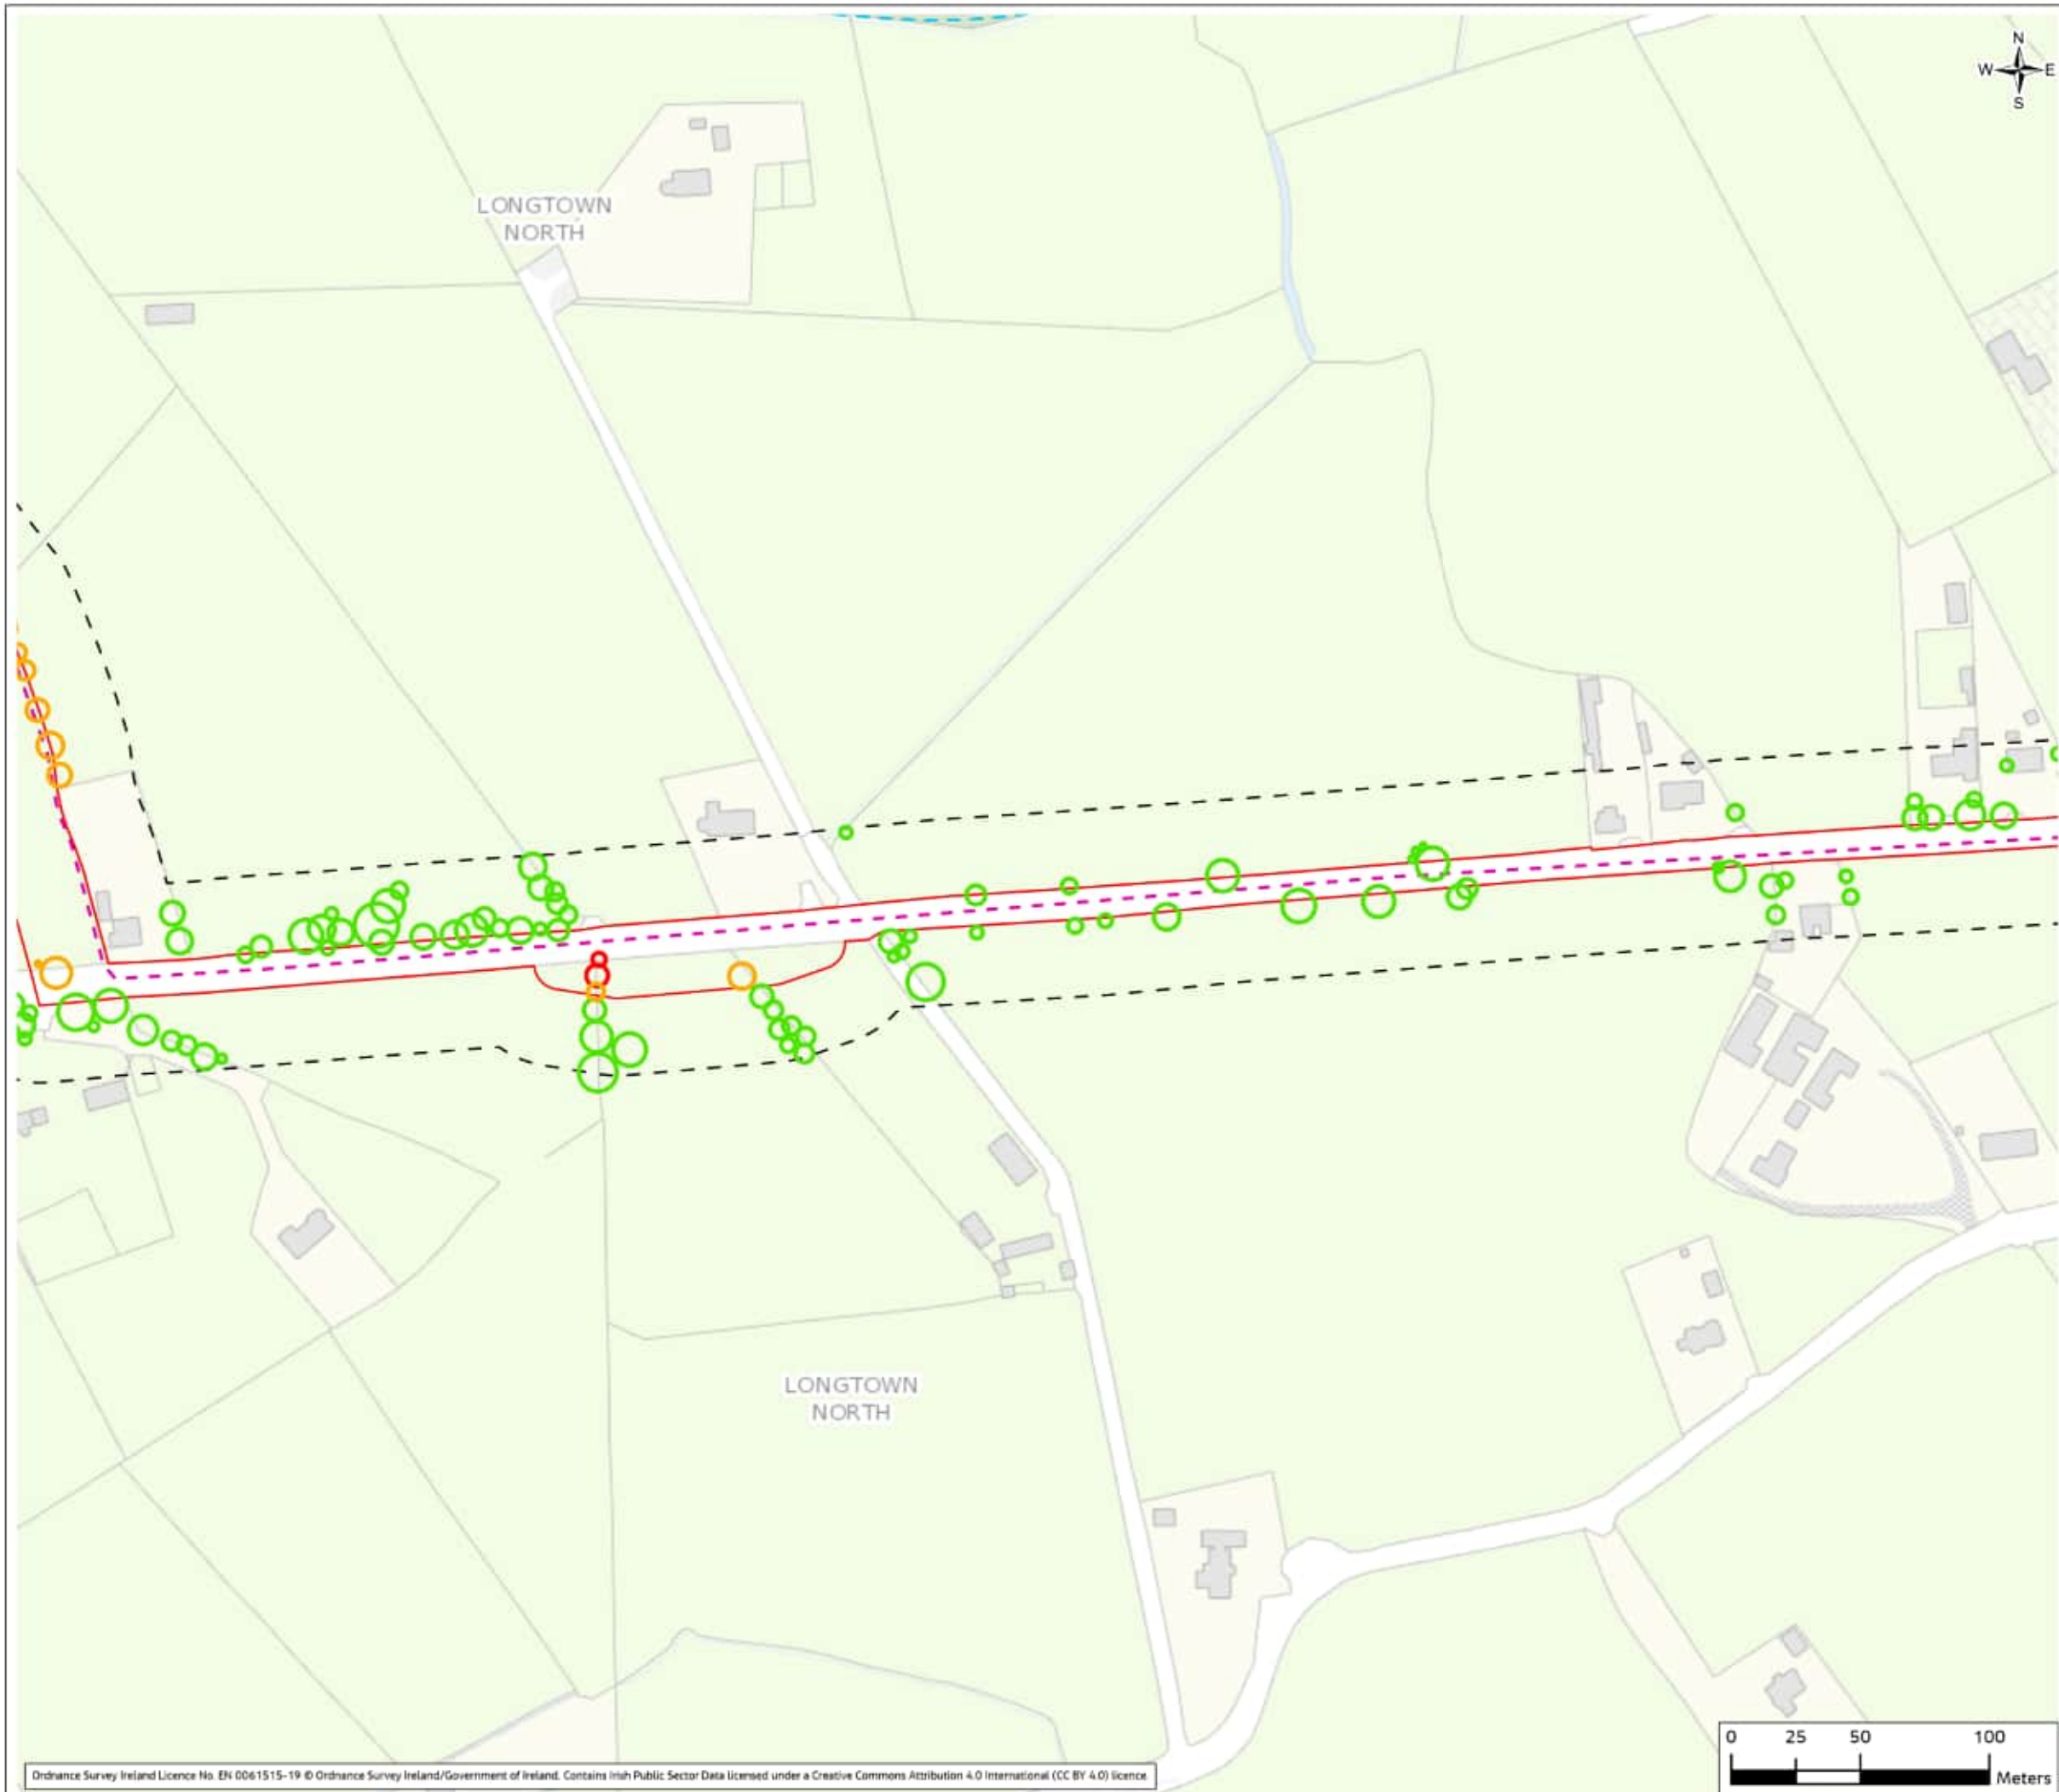 N
W E
S
LONGTOWN
NORTH
LONGTOWN
NORTH
0 25 50 100
Meters
Ordnance Survey Ireland Licence No. EN 0061515-19 © Ordnance Survey Ireland/Government of Ireland. Contains Irish Public Sector Data licensed under a Creative Commons Attribution 4.0 International (CC BY 4.0) licence.